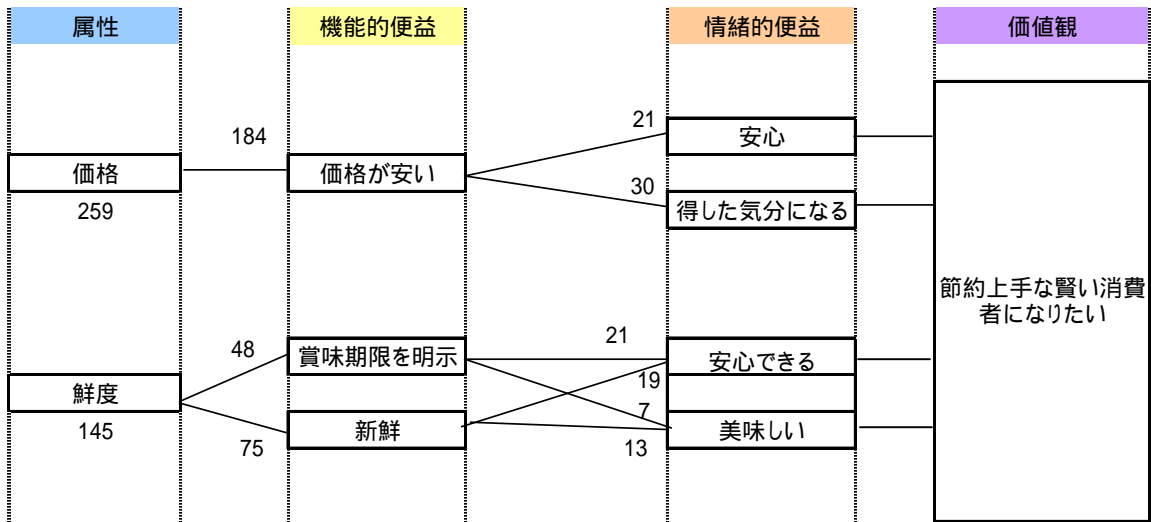 属性
機能的便益
情緒的便益
価値観
184
21
安心
価格
価格が安い
259
30
得した気分になる
節約上手な賢い消費
者になりたい
48
賞味期限を明示
21
安心できる
19
鮮度
145
75
新鮮
7
美味しい
13